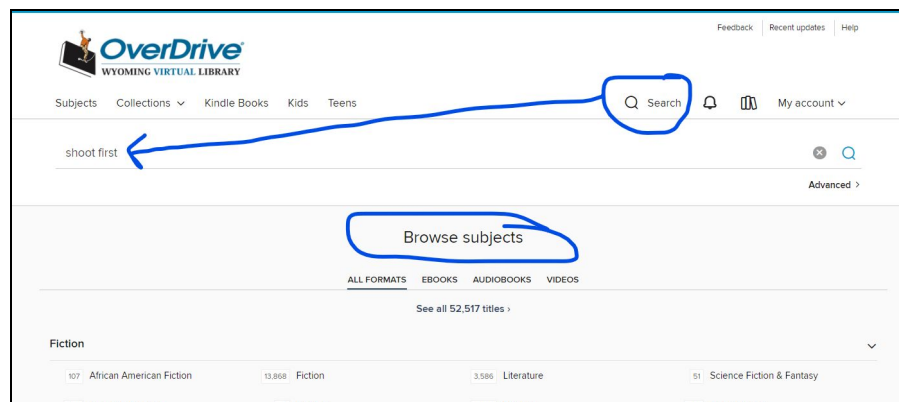 Feedback Recent updates Help
OverDrive®
WYOMING VIRTUAL LIBRARY
Subjects Collections Kindle Books Kids Teens Search My account
shoot first
Advanced >
Browse subjects
ALL FORMATS EBOOKS AUDIOBOOKS VIDEOS
See all 52,517 titles >
Fiction
107 African American Fiction 13,868 Fiction 3,586 Literature 51 Science Fiction & Fantasy